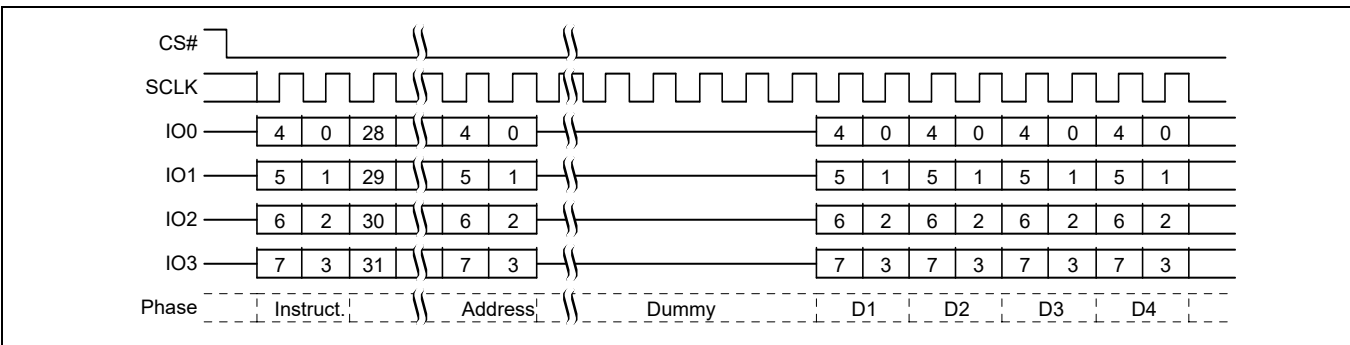 CS#
SCLK
IO0 4 0 28 4 0 4 0 4 0 4 0 4 0
IO1 5 1 29 5 1 5 1 5 1 5 1 5 1
IO2 6 2 30 6 2 6 2 6 2 6 2 6 2
IO3 7 3 31 7 3 7 3 7 3 7 3 7 3
Phase Instruct. Address Dummy D1 D2 D3 D4